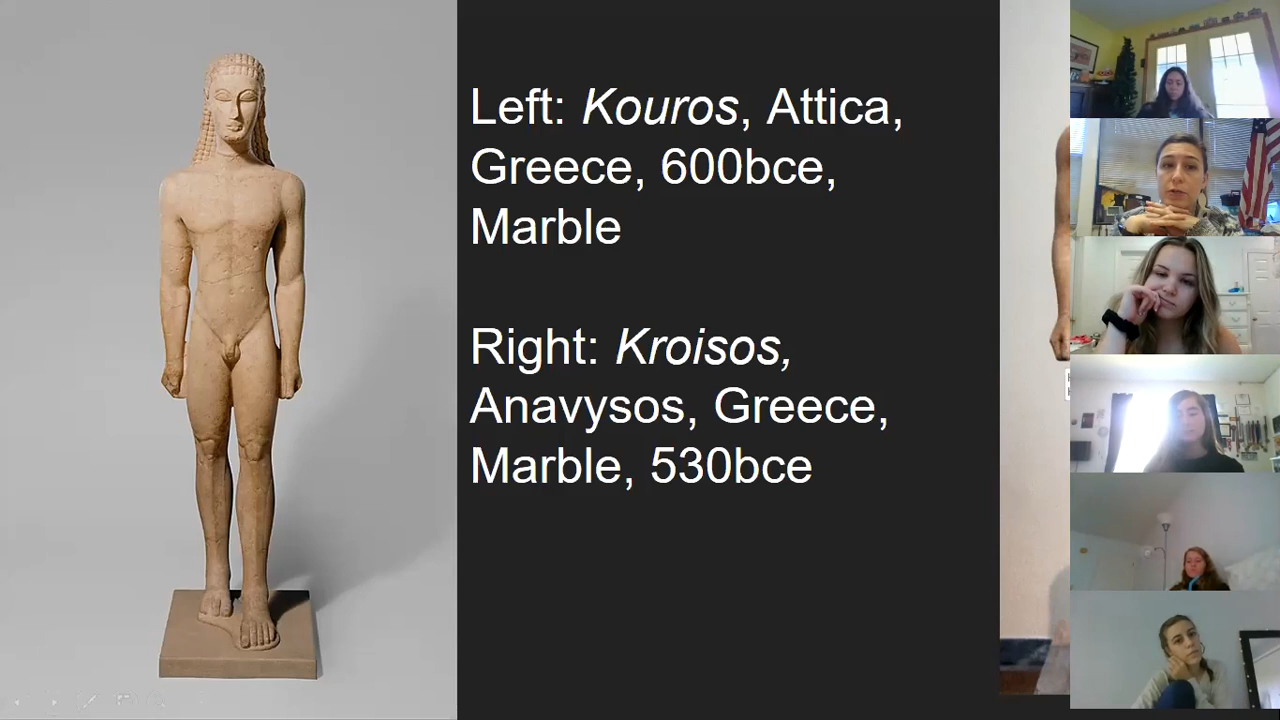 Left: Kouros, Attica,
Greece, 600bce,
Marble
Right: Kroisos,
Anavysos, Greece,
Marble, 530bce